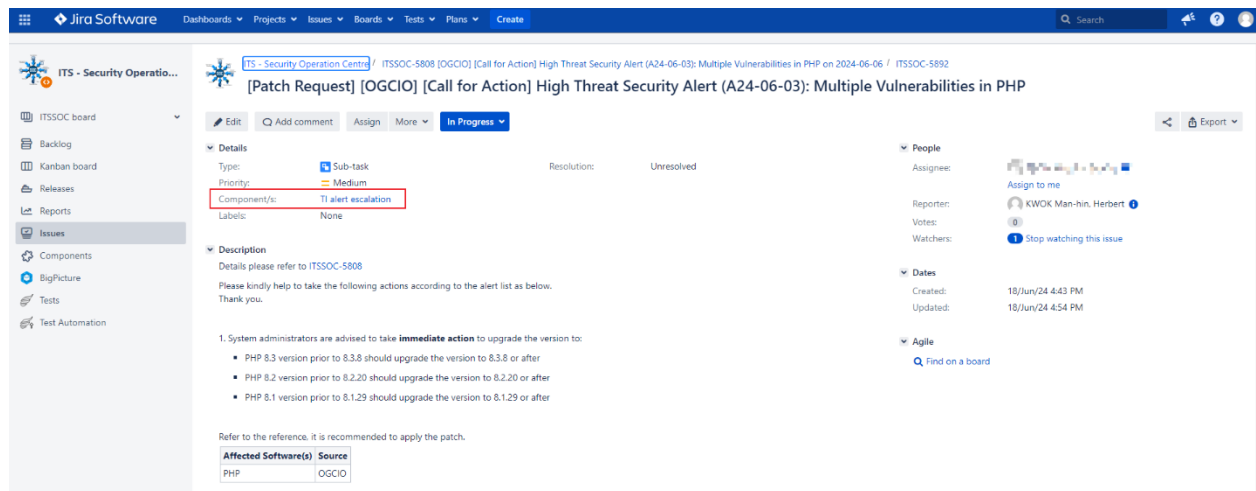 Jira Software Dashboards Projects Issues Boards Tests Plans Create Search
ITS - Security Operatio...
ITS - Security Operation Centre / ITSSOC-5808 [OGCIO] [Call for Action] High Threat Security Alert (A24-06-03): Multiple Vulnerabilities in PHP on 2024-06-06 / ITSSOC-5892
[Patch Request] [OGCIO] [Call for Action] High Threat Security Alert (A24-06-03): Multiple Vulnerabilities in PHP
ITSSOC board
Backlog
Kanban board
Releases
Reports
Issues
Components
BigPicture
Tests
Test Automation
Edit Add comment Assign More In Progress Export
Details
Type: Sub-task Resolution: Unresolved
Priority: Medium
Component/s: TI alert escalation
Labels: None
Description
Details please refer to ITSSOC-5808
Please kindly help to take the following actions according to the alert list as below.
Thank you.
1. System administrators are advised to take immediate action to upgrade the version to:
PHP 8.3 version prior to 8.3.8 should upgrade the version to 8.3.8 or after
PHP 8.2 version prior to 8.2.20 should upgrade the version to 8.2.20 or after
PHP 8.1 version prior to 8.1.29 should upgrade the version to 8.1.29 or after
Refer to the reference, it is recommended to apply the patch.
Affected Software(s) Source
PHP OGCIO
People
Assignee:
Assign to me
Reporter: KWOK Man-hin, Herbert
Votes: 0
Watchers: 1 Stop watching this issue
Dates
Created: 18/Jun/24 4:43 PM
Updated: 18/Jun/24 4:54 PM
Agile
Find on a board